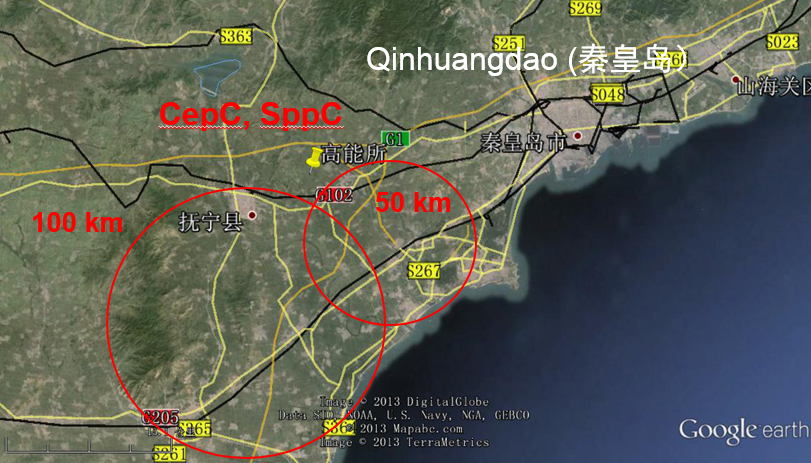 S269
S363
S251
S023
Qinhuangdao (秦皇岛)
S048
山海关区
CepC, SppC
G1
秦皇岛市
高能所
G102
50 km
100 km
抚宁县
S267
Image © 2013 DigitalGlobe
Data SIO, NOAA, U.S. Navy, NGA, GEBCO
G205
S265
© 2013 Mapabc.com
S261
Image © 2013 TerraMetrics
Google earth